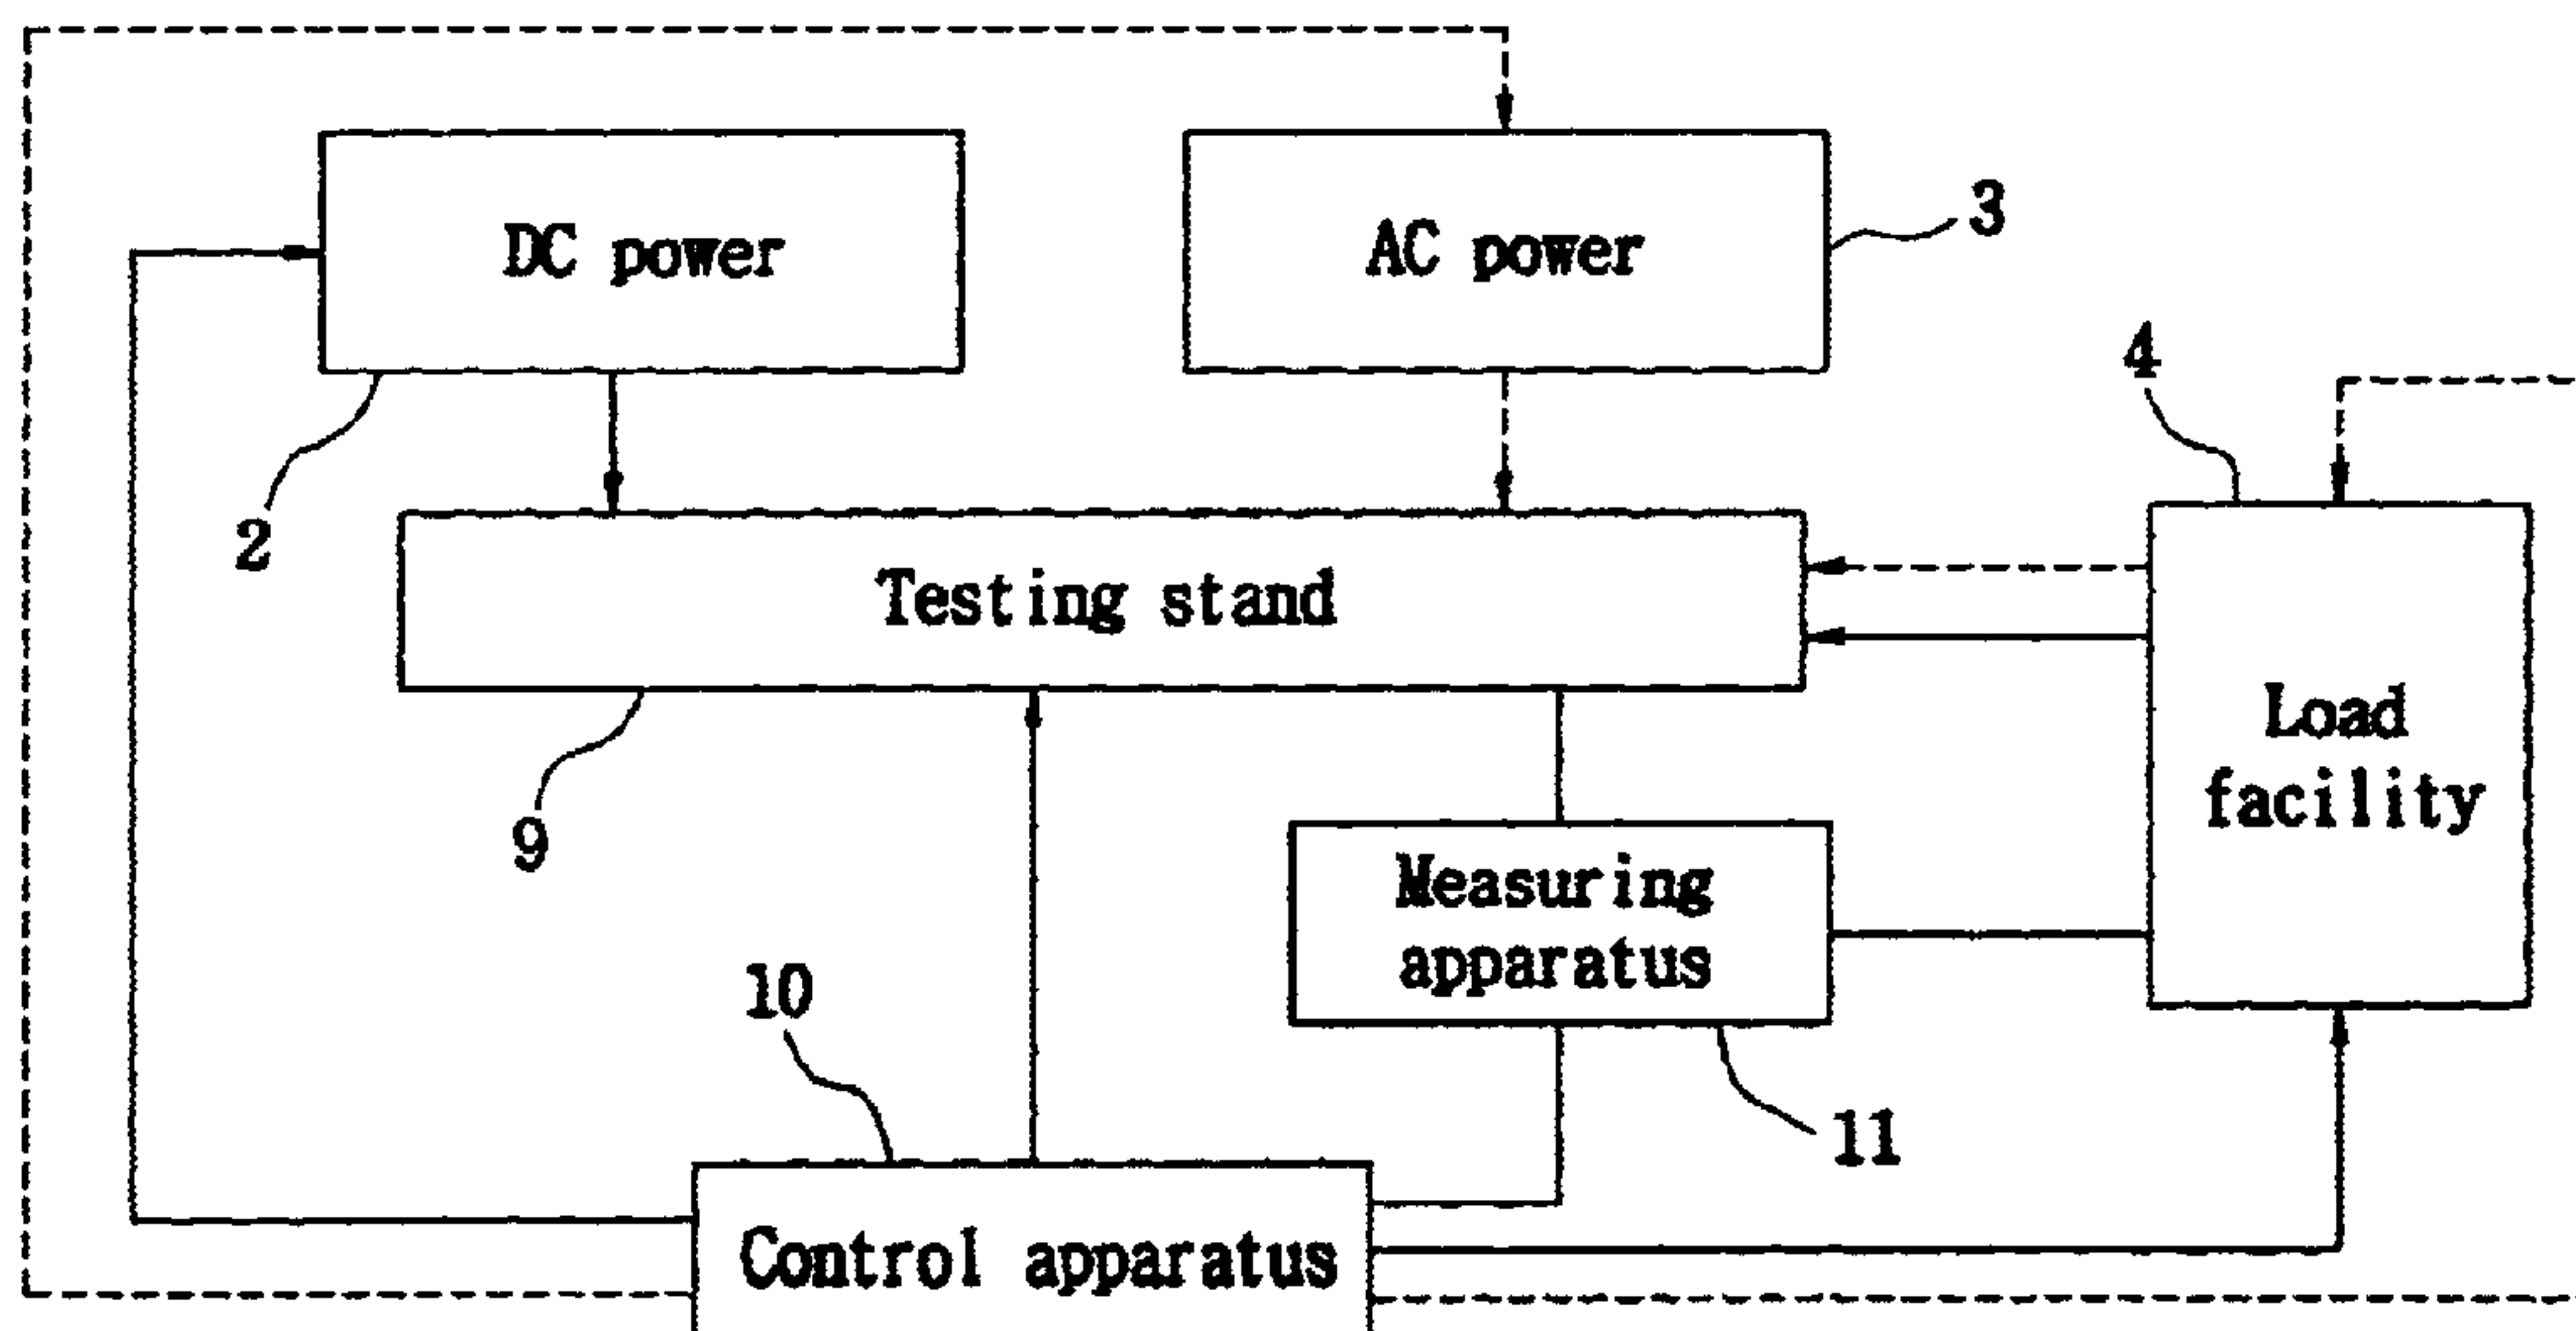 DC power
AC power
3
4
2
Testing stand
Load
facility
9
Measuring
apparatus
10
11
Control apparatus